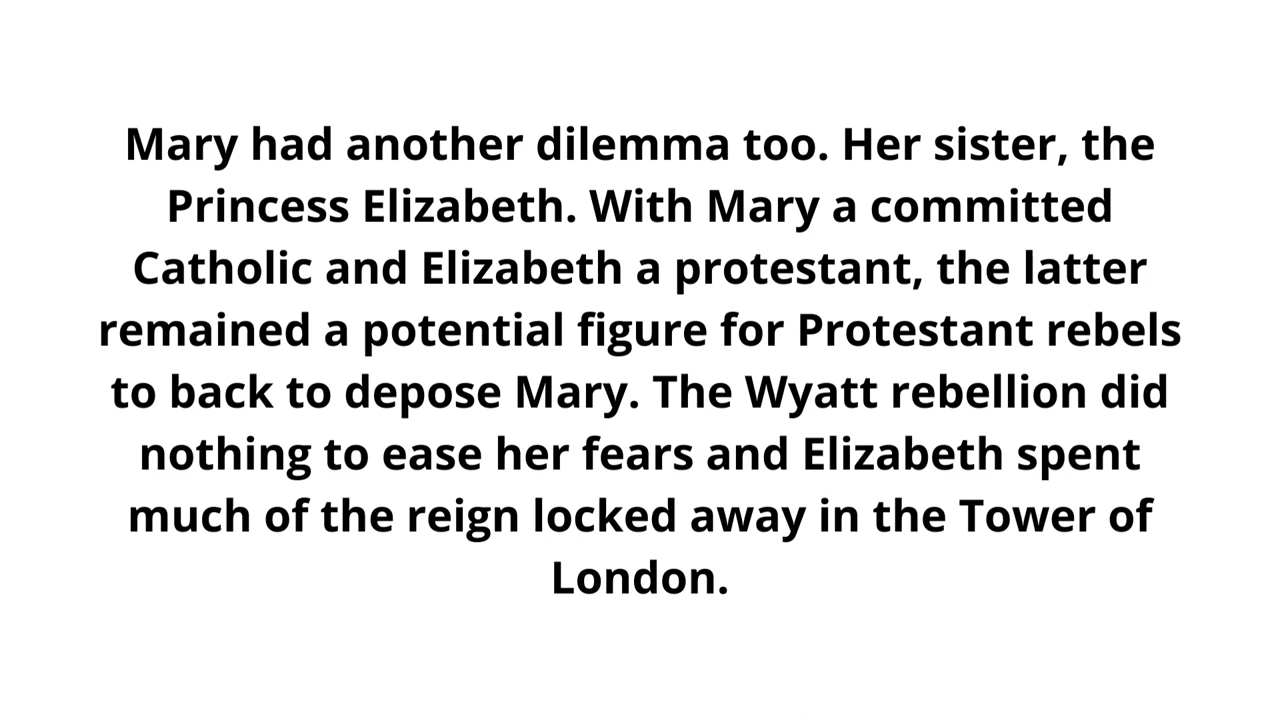 Mary had another dilemma too. Her sister, the
Princess Elizabeth. With Mary a committed
Catholic and Elizabeth a protestant, the latter
remained a potential figure for Protestant rebels
to back to depose Mary. The Wyatt rebellion did
nothing to ease her fears and Elizabeth spent
much of the reign locked away in the Tower of
London.